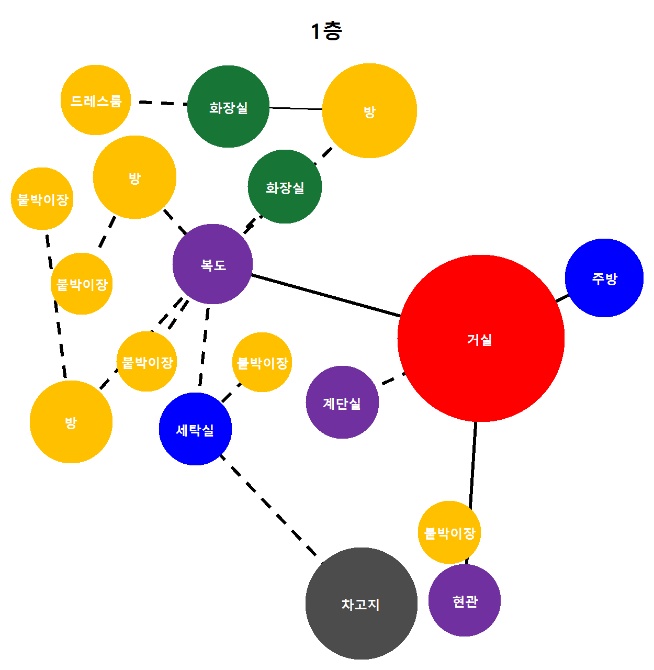 1층
드레스룸
화장실
방
화장실
방
붙박이장
복도
붙박이장
주방
거실
붙박이장
붙박이장
계단실
방
세탁실
붙박이장
차고지
현관